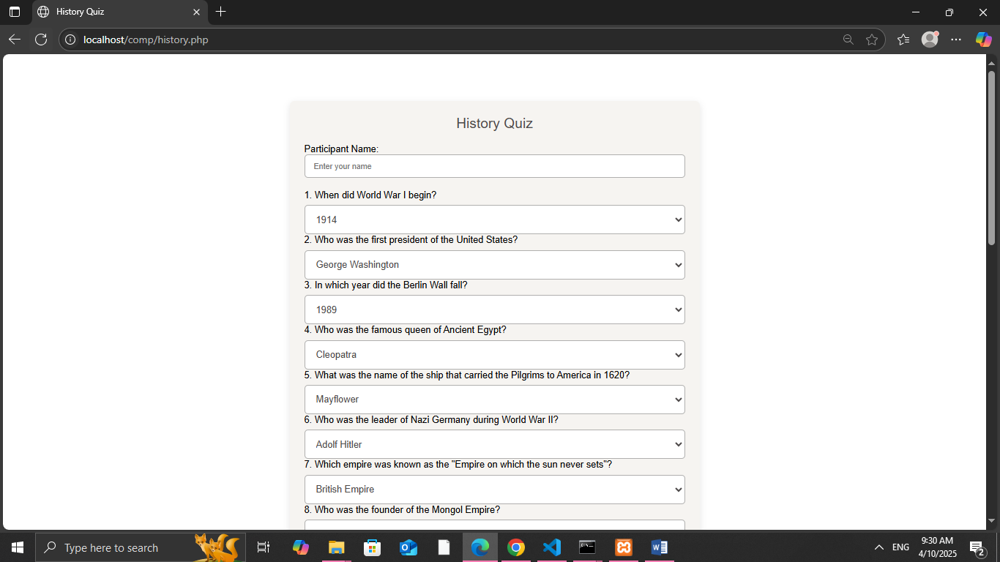 History Quiz
localhost/comp/history.php
History Quiz
Participant Name:
Enter your name
1. When did World War I begin?
1914
2. Who was the first president of the United States?
George Washington
3. In which year did the Berlin Wall fall?
1989
4. Who was the famous queen of Ancient Egypt?
Cleopatra
5. What was the name of the ship that carried the Pilgrims to America in 1620?
Mayflower
6. Who was the leader of Nazi Germany during World War II?
Adolf Hitler
7. Which empire was known as the "Empire on which the sun never sets"?
British Empire
8. Who was the founder of the Mongol Empire?
Type here to search
ENG
9:30 AM
4/10/2025
2